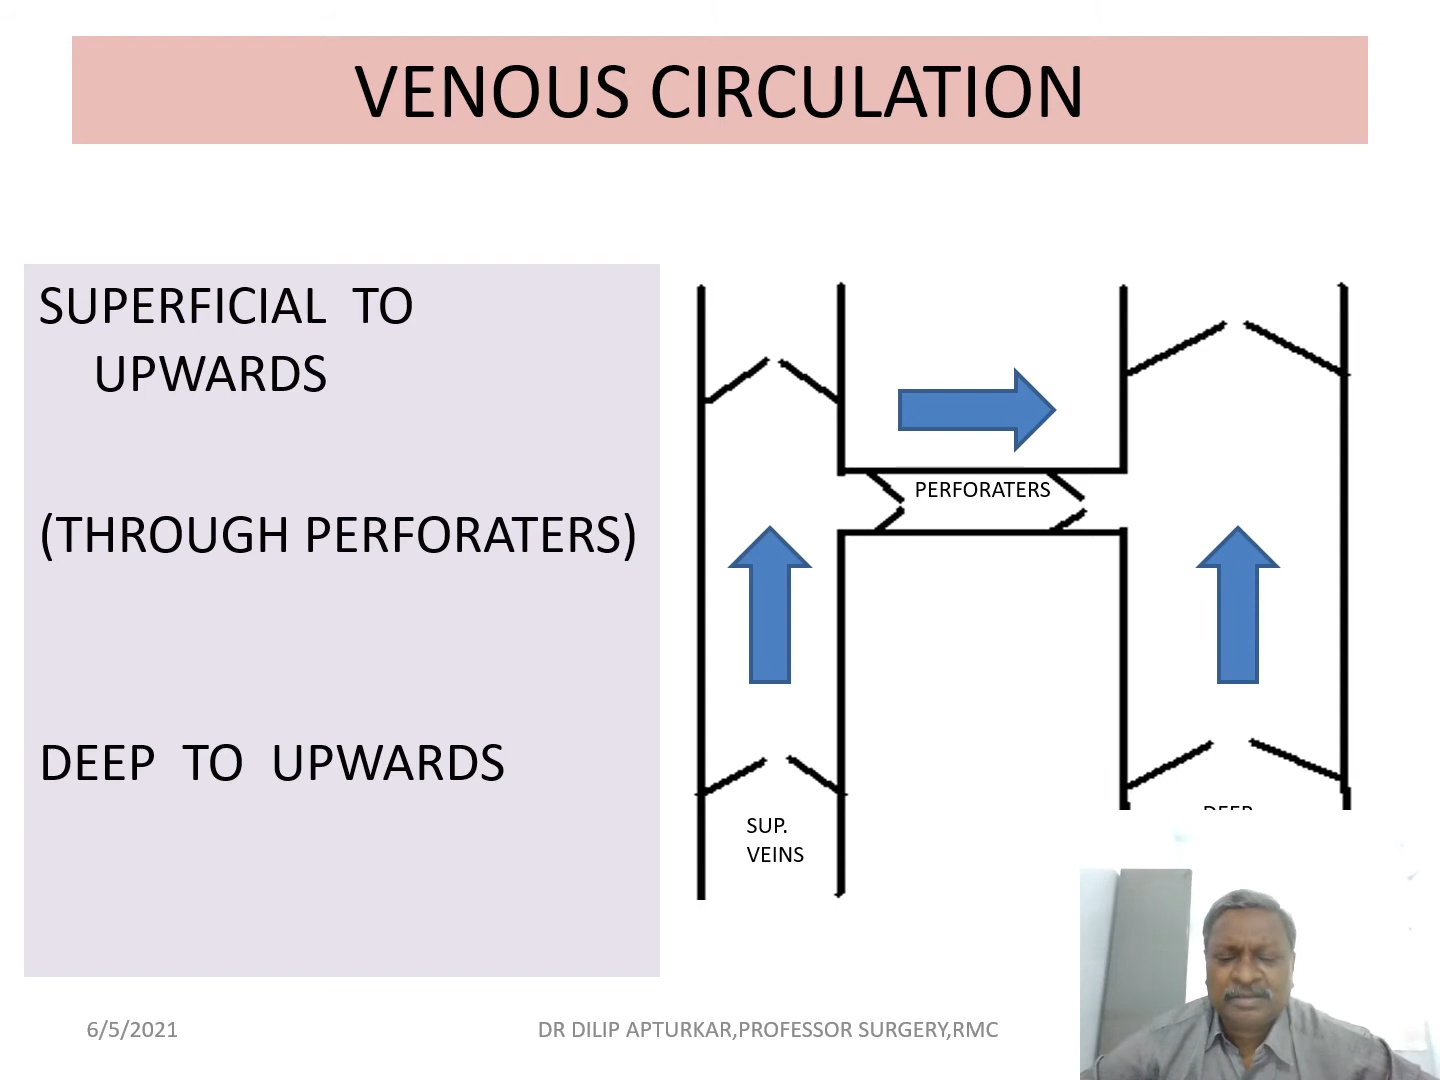 VENOUS CIRCULATION
SUPERFICIAL TO
UPWARDS
(THROUGH PERFORATERS)
DEEP TO UPWARDS
PERFORATERS
SUP.
VEINS
6/5/2021
DR DILIP APTURKAR,PROFESSOR SURGERY,RMC